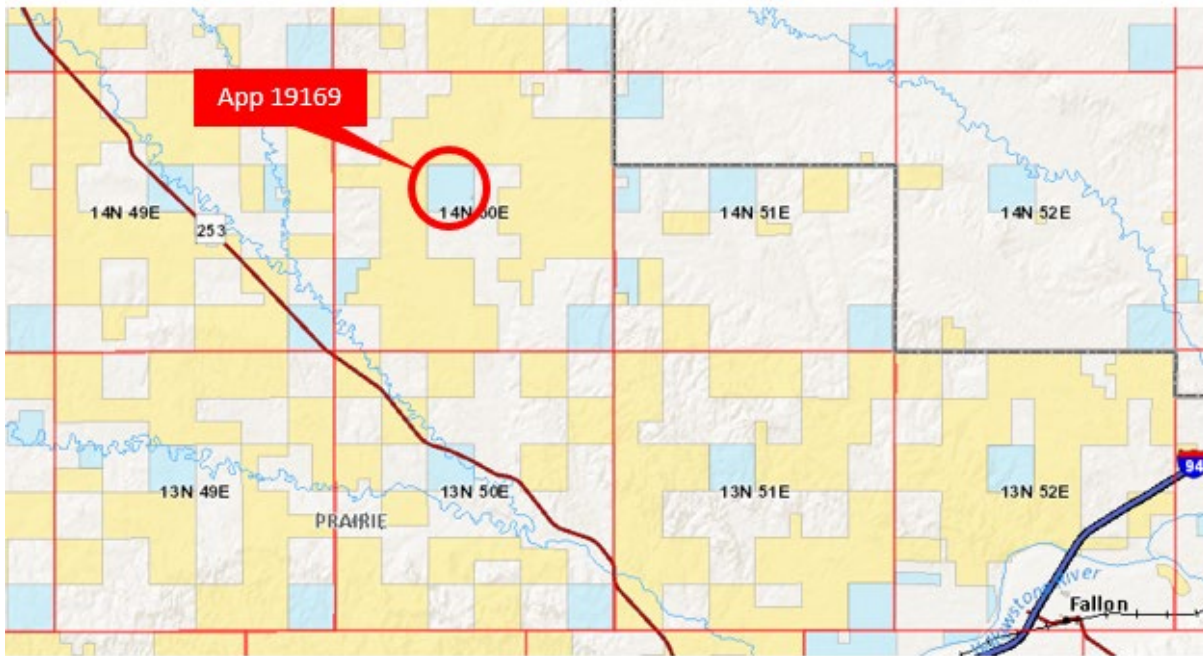 App 19169
14N 49E
14N 50E
14N 51E
14N 52E
253
94
13N 49E
13N 50E
13N 51E
13N 52E
PRAIRIE
Yellowstone River
Fallon